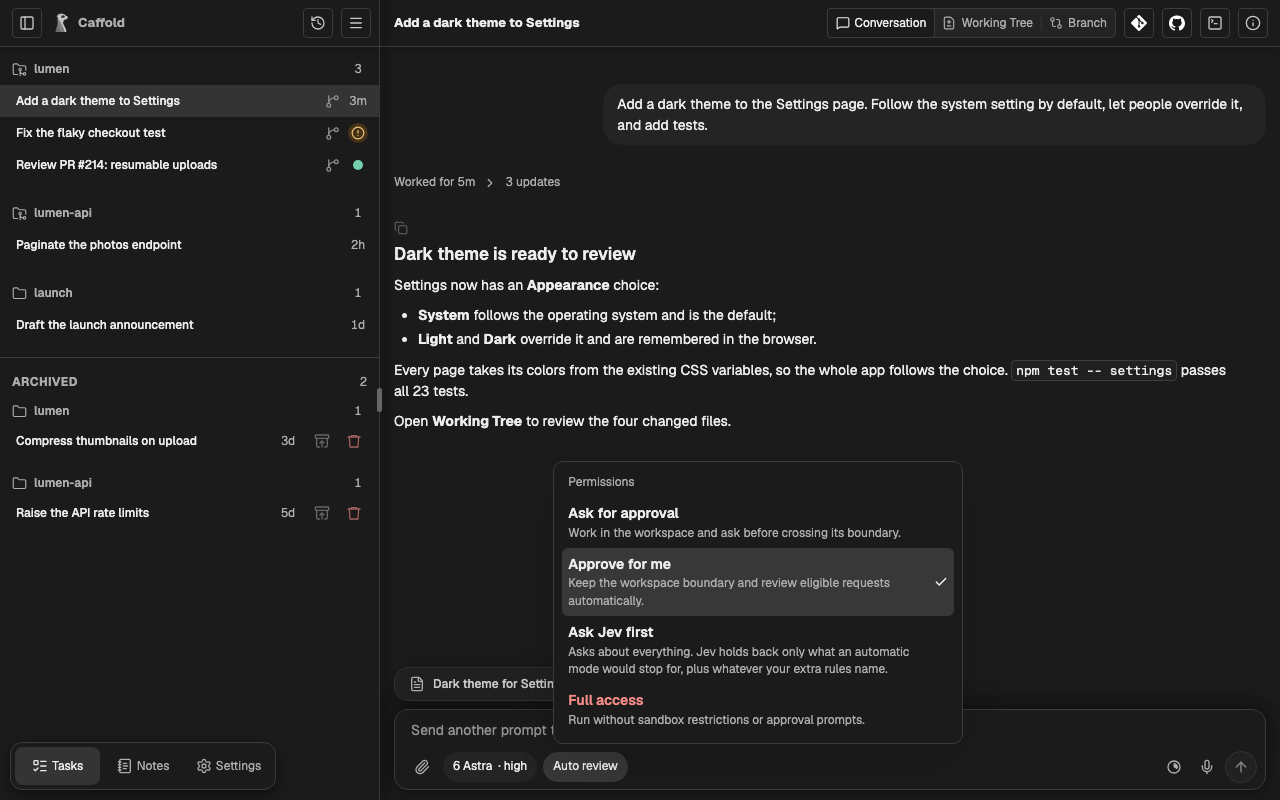 Caffold
Add a dark theme to Settings
Conversation
Working Tree
Branch
lumen
3
Add a dark theme to Settings
3m
Fix the flaky checkout test
Review PR #214: resumable uploads
lumen-api
1
Paginate the photos endpoint
2h
launch
1
Draft the launch announcement
1d
ARCHIVED
2
lumen
1
Compress thumbnails on upload
3d
lumen-api
1
Raise the API rate limits
5d
Tasks
Notes
Settings
Add a dark theme to the Settings page. Follow the system setting by default, let people override it,
and add tests.
Worked for 5m
3 updates
Dark theme is ready to review
Settings now has an Appearance choice:
• System follows the operating system and is the default;
• Light and Dark override it and are remembered in the browser.
Every page takes its colors from the existing CSS variables, so the whole app follows the choice. npm test -- settings passes
all 23 tests.
Open Working Tree to review the four changed files.
Permissions
Ask for approval
Work in the workspace and ask before crossing its boundary.
Approve for me
Keep the workspace boundary and review eligible requests
automatically.
Ask Jev first
Asks about everything. Jev holds back only what an automatic
mode would stop for, plus whatever your extra rules name.
Full access
Run without sandbox restrictions or approval prompts.
Dark theme for
Send another prompt
6 Astra · high
Auto review